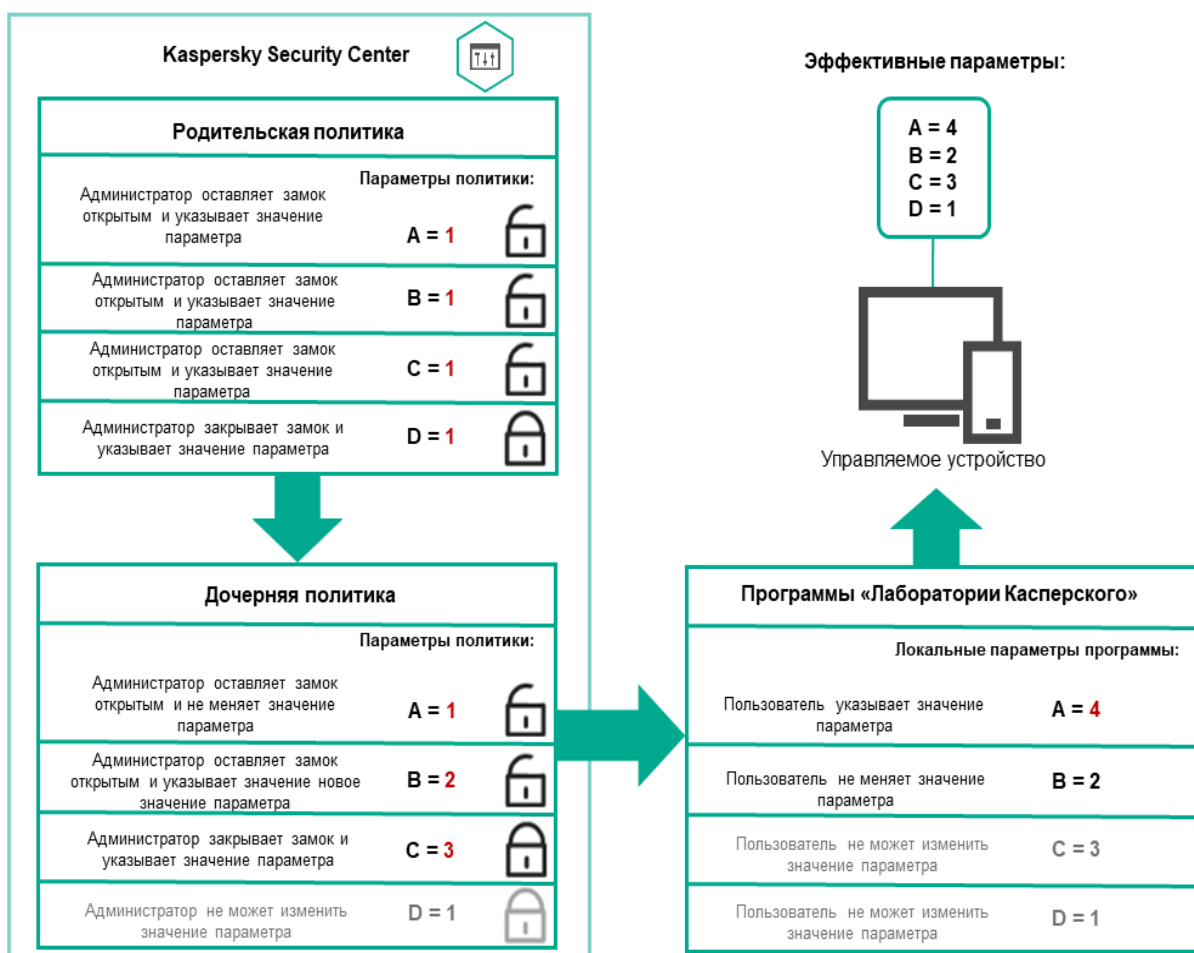 Kaspersky Security Center
Родительская политика
Параметры политики:
Администратор оставляет замок
открытым и указывает значение
параметра
A = 1
Администратор оставляет замок
открытым и указывает значение
параметра
B = 1
Администратор оставляет замок
открытым и указывает значение
параметра
C = 1
Администратор закрывает замок и
указывает значение параметра
D = 1
Дочерняя политика
Параметры политики:
Администратор оставляет замок
открытым и не меняет значение
параметра
A = 1
Администратор оставляет замок
открытым и указывает значение новое
значение параметра
B = 2
Администратор закрывает замок и
указывает значение параметра
C = 3
Администратор не может изменить
значение параметра
D = 1
Эффективные параметры:
A = 4
B = 2
C = 3
D = 1
Управляемое устройство
Программы «Лаборатории Касперского»
Локальные параметры программы:
Пользователь указывает значение
параметра
A = 4
Пользователь не меняет значение
параметра
B = 2
Пользователь не может изменить
значение параметра
C = 3
Пользователь не может изменить
значение параметра
D = 1